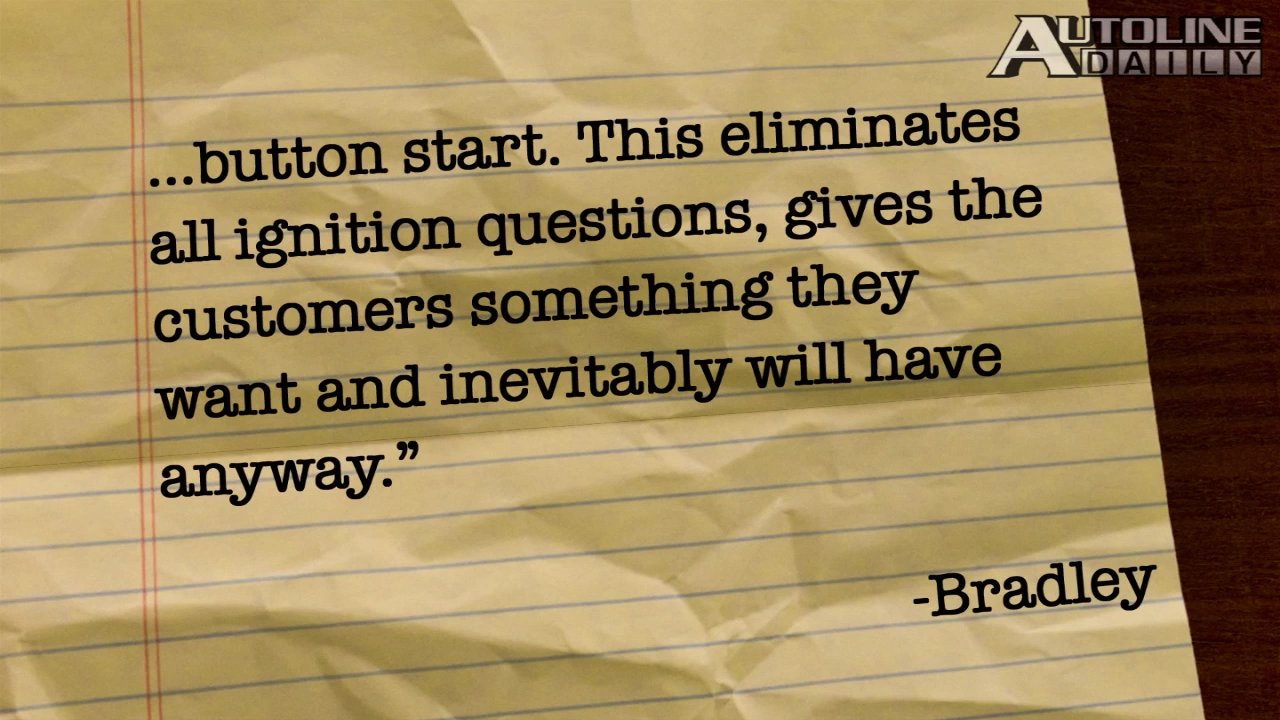 AUTOLINE
DAILY
...button start. This eliminates
all ignition questions, gives the
customers something they
want and inevitably will have
anyway.”
-Bradley